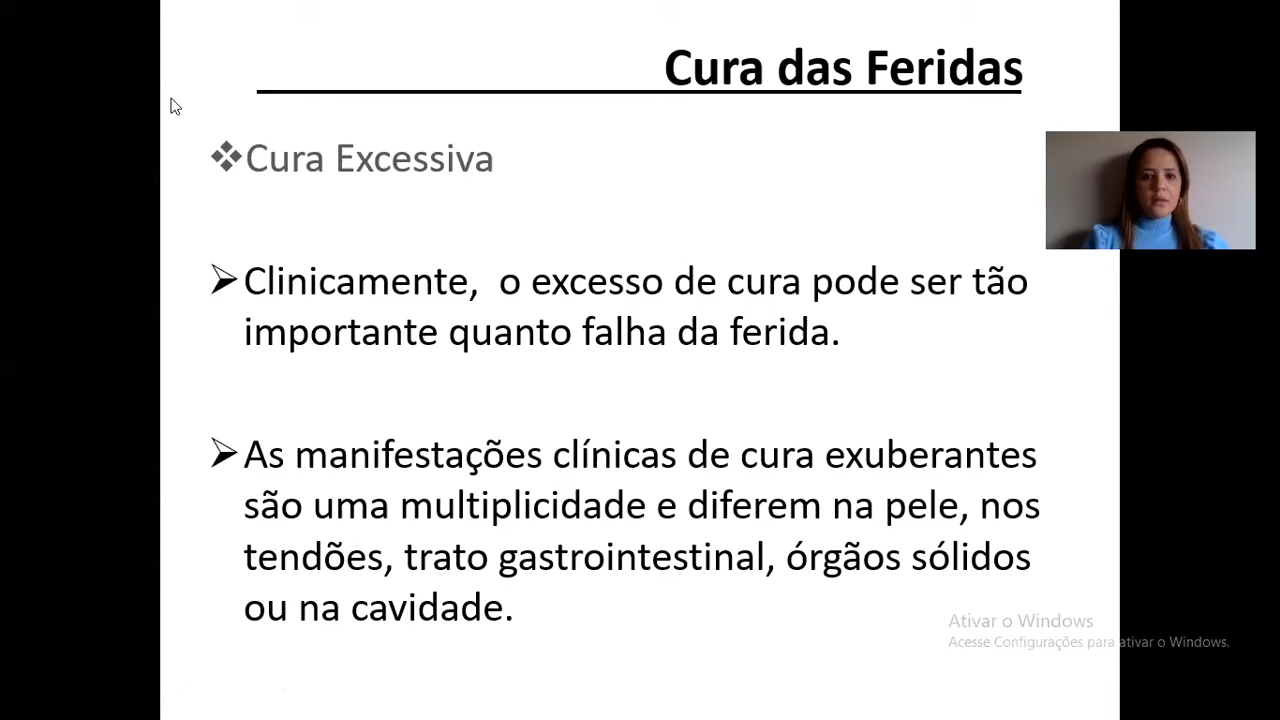 Cura das Feridas
Cura Excessiva
Clinicamente, o excesso de cura pode ser tão
importante quanto falha da ferida.
As manifestações clínicas de cura exuberantes
são uma multiplicidade e diferem na pele, nos
tendões, trato gastrointestinal, órgãos sólidos
ou na cavidade.
Ativar o Windows
Acesse Configurações para ativar o Windows.